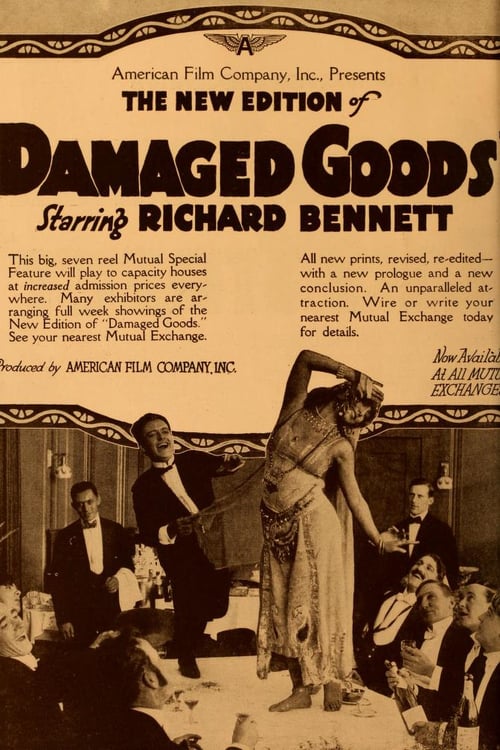 A
American Film Company, Inc., Presents
THE NEW EDITION of
DAMAGED GOODS
Starring RICHARD BENNETT
This big, seven reel Mutual Special
Feature will play to capacity houses
at increased admission prices every-
where. Many exhibitors are ar-
ranging full week showings of the
New Edition of "Damaged Goods."
See your nearest Mutual Exchange.
All new prints, revised, re-edited—
with a new prologue and a new
conclusion. An unparalleled at-
traction. Wire or write your
nearest Mutual Exchange today
for details.
Produced by AMERICAN FILM COMPANY, INC.
Now Availab
At All MUTU
EXCHANGE